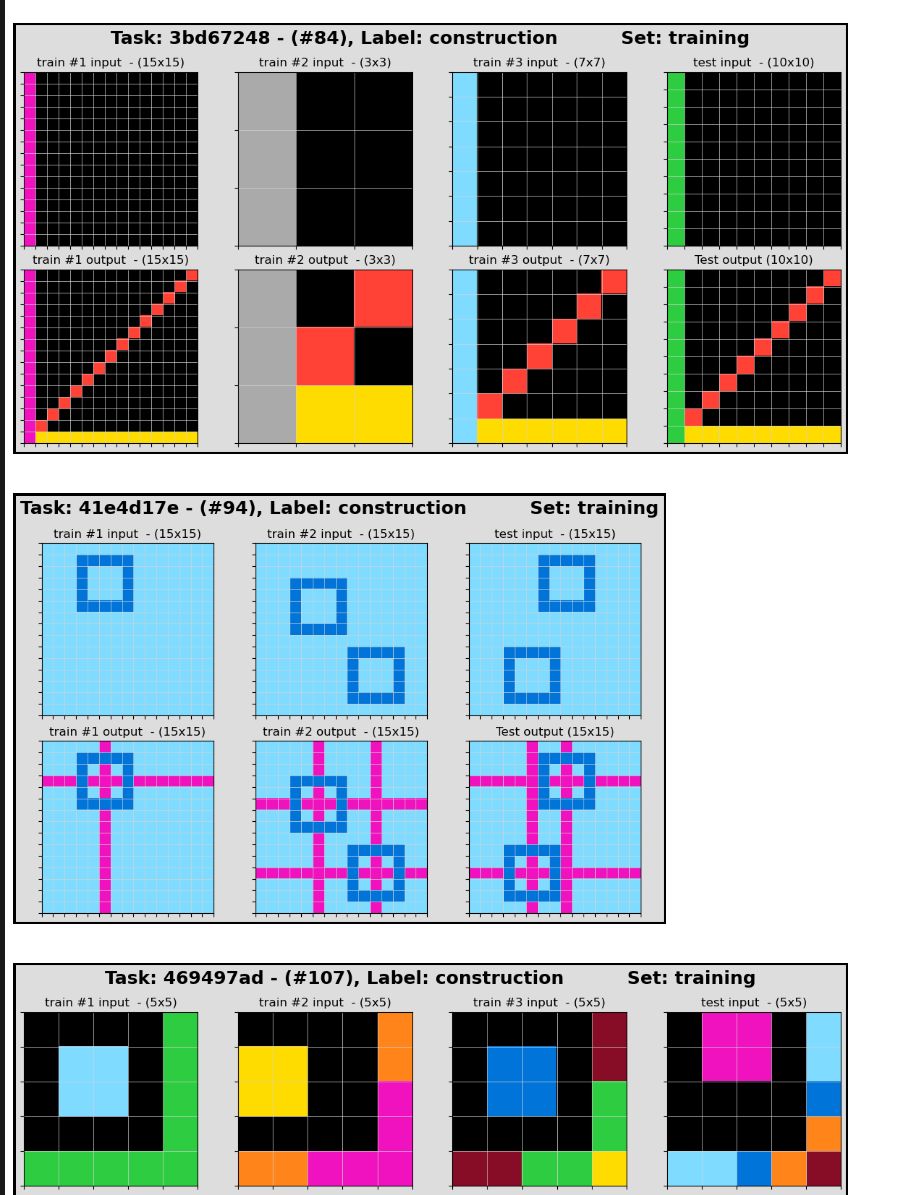 Task: 3bd67248 - (#84), Label: construction Set: training
train #1 input - (15x15) train #2 input - (3x3) train #3 input - (7x7) test input - (10x10)
train #1 output - (15x15) train #2 output - (3x3) train #3 output - (7x7) Test output (10x10)
Task: 41e4d17e - (#94), Label: construction Set: training
train #1 input - (15x15) train #2 input - (15x15) test input - (15x15)
train #1 output - (15x15) train #2 output - (15x15) Test output (15x15)
Task: 469497ad - (#107), Label: construction Set: training
train #1 input - (5x5) train #2 input - (5x5) train #3 input - (5x5) test input - (5x5)